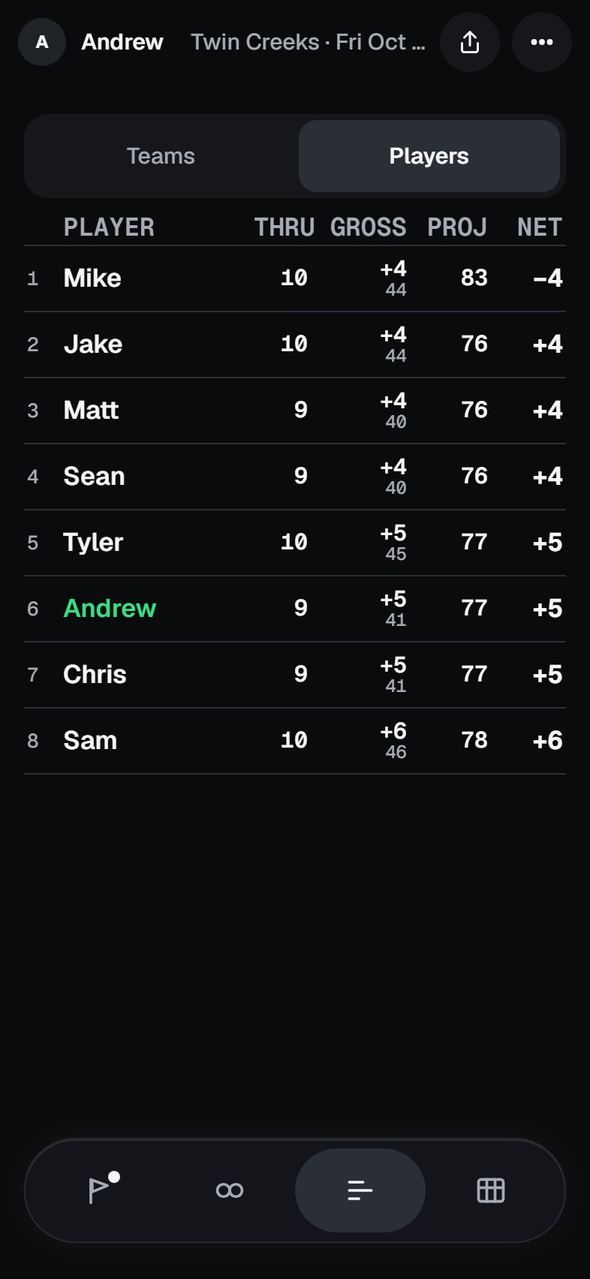 A Andrew Twin Creeks · Fri Oct ...
Teams Players
PLAYER THRU GROSS PROJ NET
1 Mike 10 +4 44 83 −4
2 Jake 10 +4 44 76 +4
3 Matt 9 +4 40 76 +4
4 Sean 9 +4 40 76 +4
5 Tyler 10 +5 45 77 +5
6 Andrew 9 +5 41 77 +5
7 Chris 9 +5 41 77 +5
8 Sam 10 +6 46 78 +6